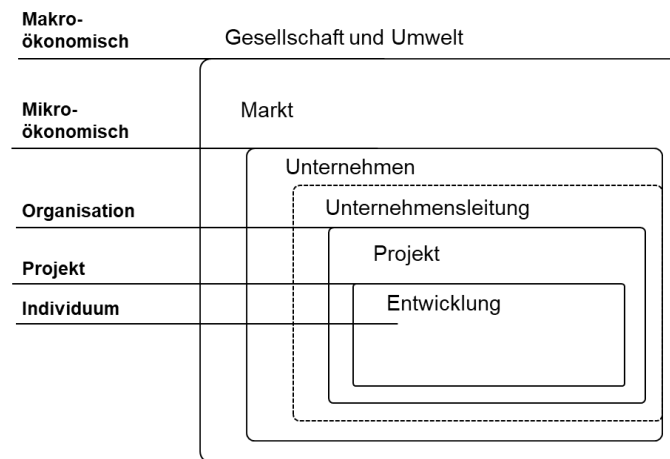 Makro-
ökonomisch
Gesellschaft und Umwelt
Mikro-
ökonomisch
Markt
Unternehmen
Organisation
Unternehmensleitung
Projekt
Projekt
Individuum
Entwicklung